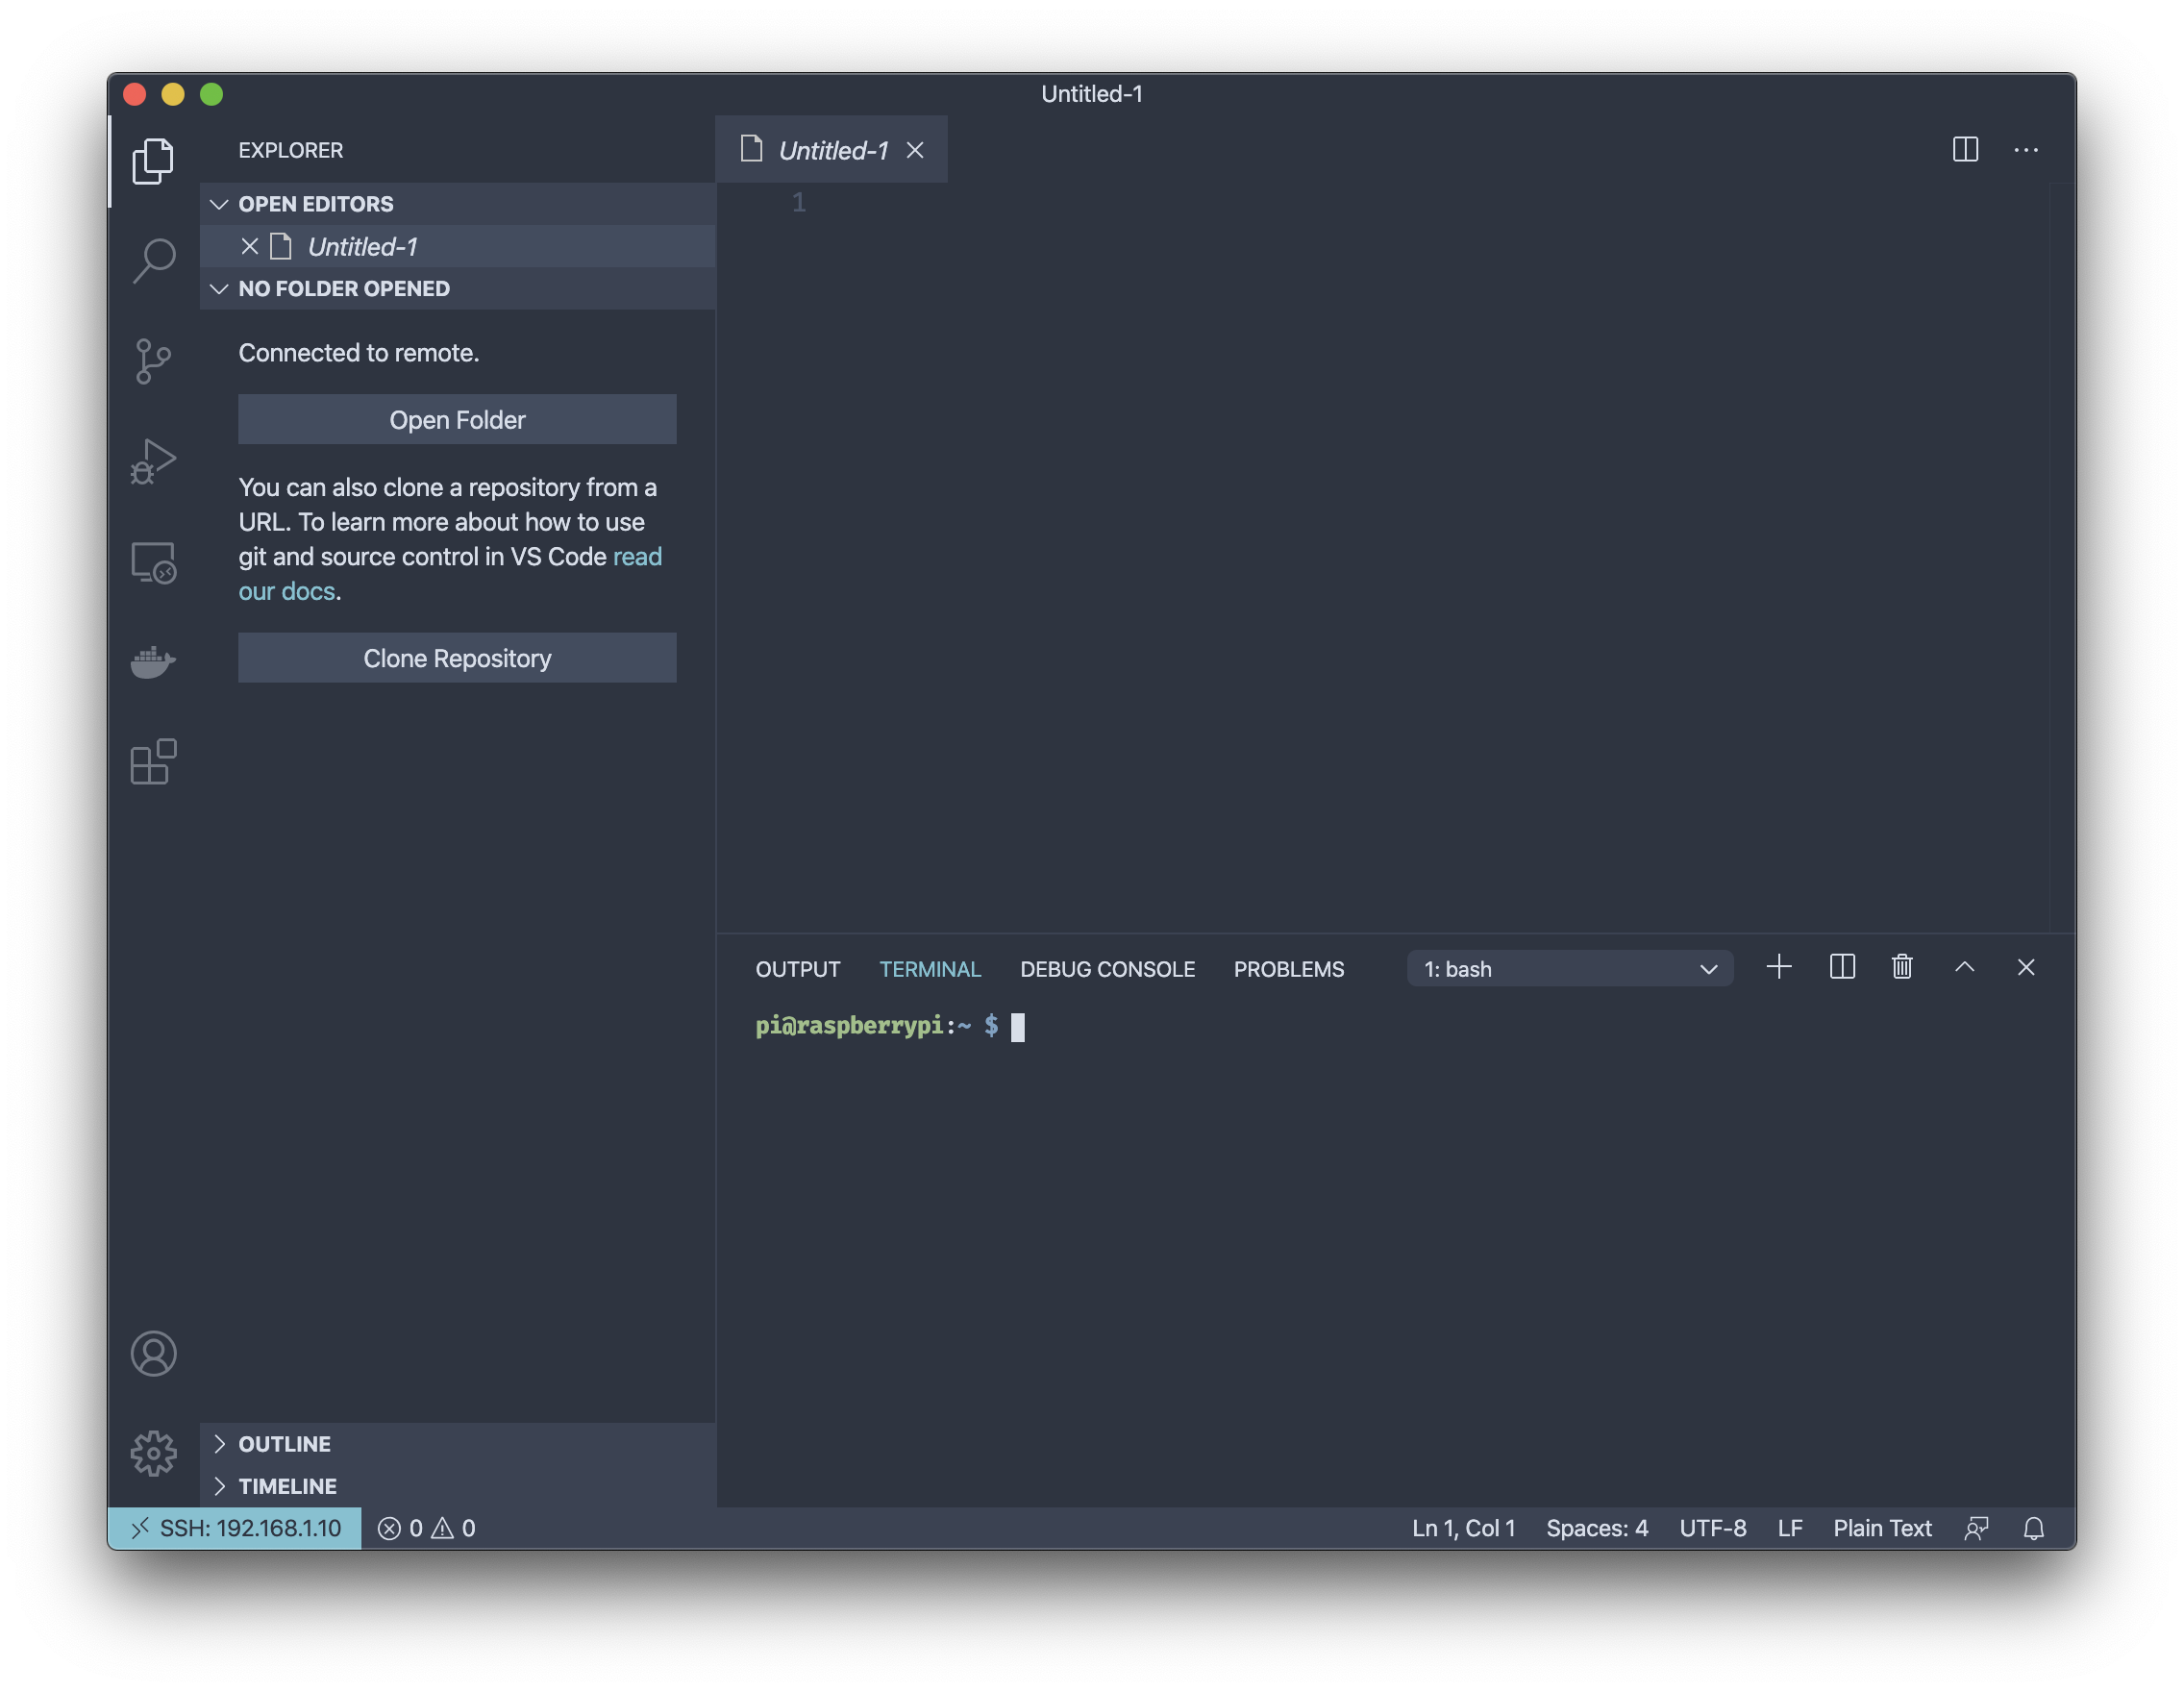 Untitled-1
EXPLORER
Untitled-1
OPEN EDITORS
Untitled-1
NO FOLDER OPENED
Connected to remote.
Open Folder
You can also clone a repository from a
URL. To learn more about how to use
git and source control in VS Code read
our docs.
Clone Repository
1
OUTPUT TERMINAL DEBUG CONSOLE PROBLEMS 1: bash
pi@raspberrypi:~ $
OUTLINE
TIMELINE
SSH: 192.168.1.10 0 0 Ln 1, Col 1 Spaces: 4 UTF-8 LF Plain Text